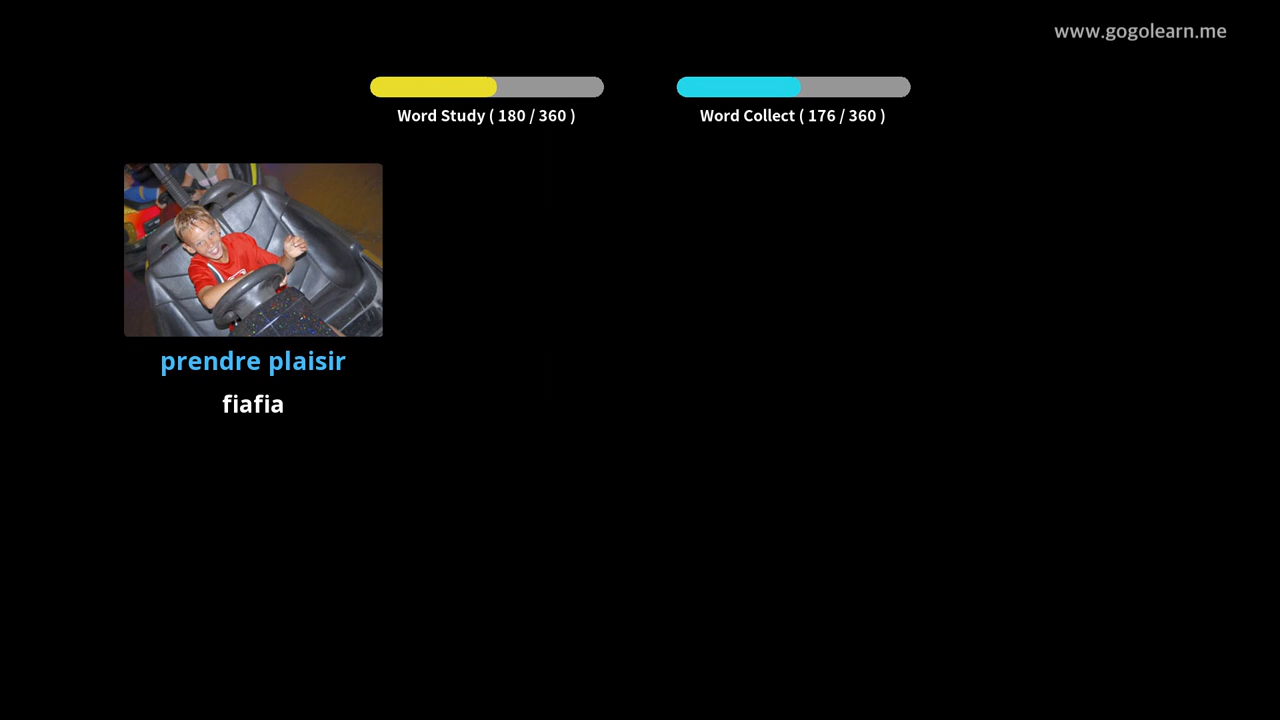 www.gogolearn.me
Word Study ( 180 / 360 )
Word Collect ( 176 / 360 )
prendre plaisir
fiafia